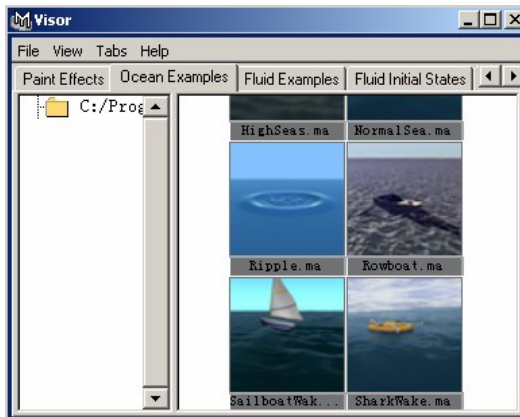 Visor
File View Tabs Help
Paint Effects Ocean Examples Fluid Examples Fluid Initial States
C:/Prog
HighSeas.ma NormalSea.ma
Ripple.ma Rowboat.ma
SailboatWak... SharkWake.ma